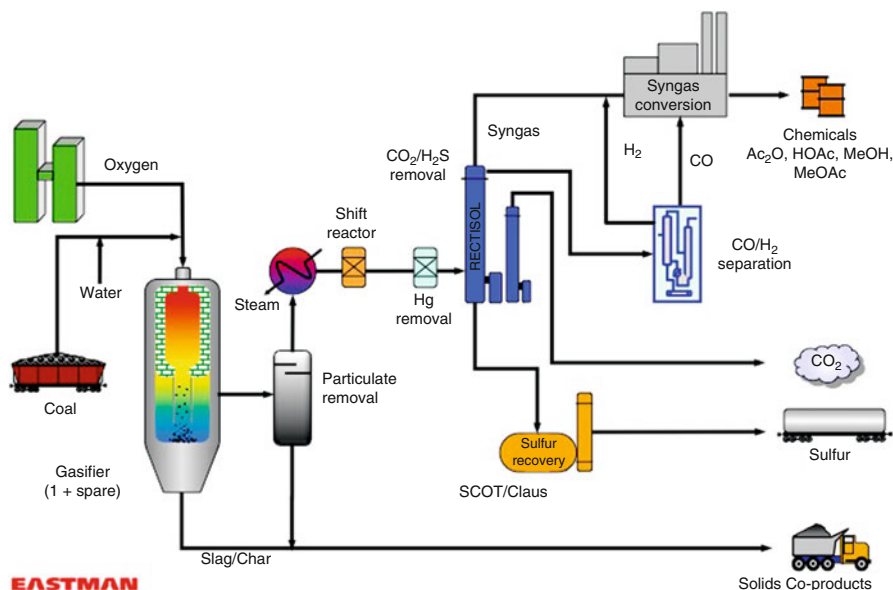 Oxygen
Water
Coal
Gasifier
(1 + spare)
Slag/Char
Particulate
removal
Steam
Shift
reactor
Hg
removal
CO₂/H₂S
removal
RECTISOL
Syngas
H₂
CO
Syngas
conversion
Chemicals
Ac₂O, HOAc, MeOH,
MeOAc
CO/H₂
separation
CO₂
Sulfur
recovery
SCOT/Claus
Sulfur
Solids Co-products
EASTMAN